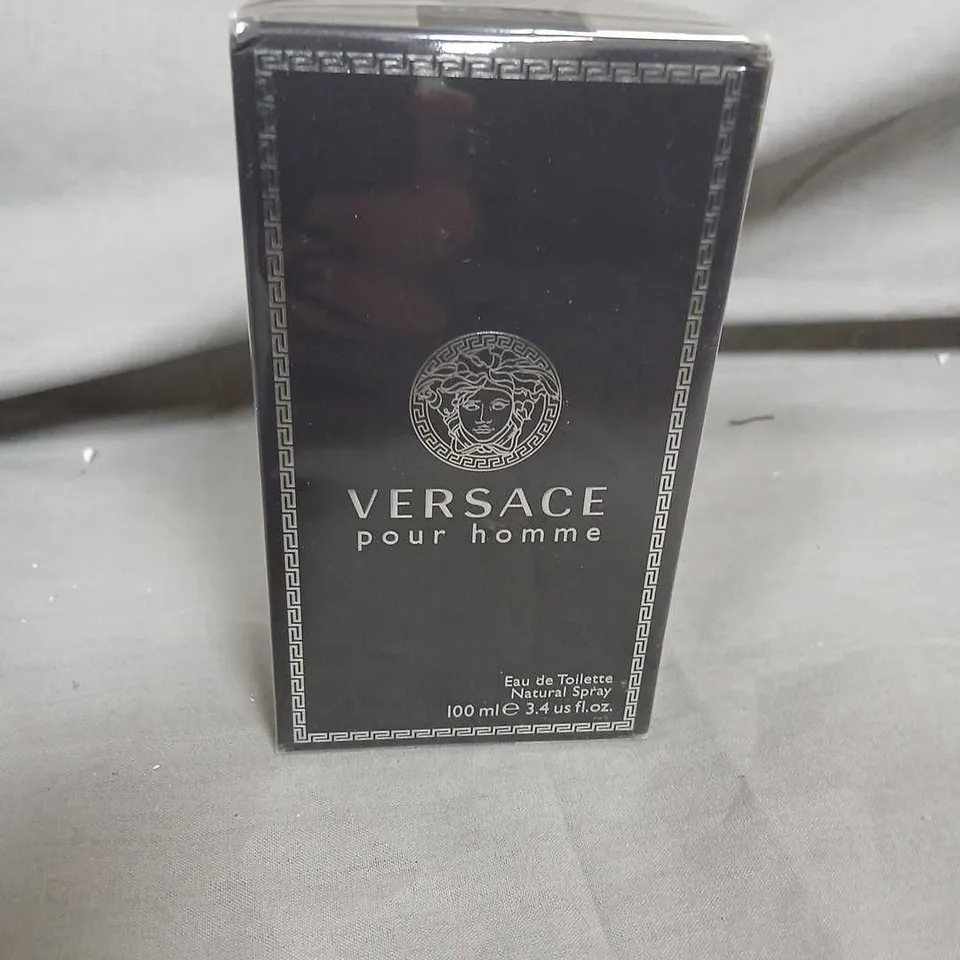 VERSACE
pour homme
Eau de Toilette
Natural Spray
100 ml ℮ 3.4 us fl.oz.